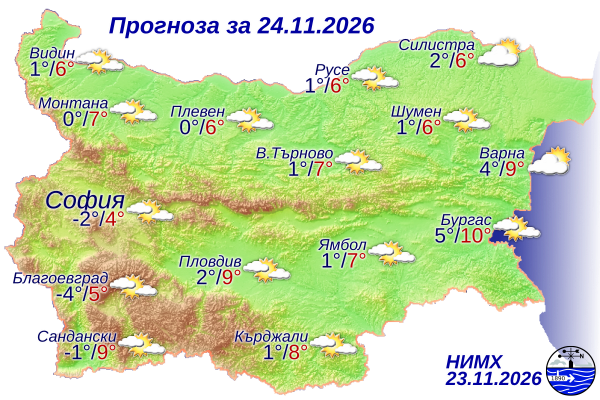 Прогноза за 24.11.2026
Видин
1°/6°
Силистра
2°/6°
Русе
1°/6°
Монтана
0°/7°
Плевен
0°/6°
Шумен
1°/6°
В.Търново
1°/7°
Варна
4°/9°
София
-2°/4°
Бургас
5°/10°
Ямбол
1°/7°
Пловдив
2°/9°
Благоевград
-4°/5°
Сандански
-1°/9°
Кърджали
1°/8°
НИМХ
23.11.2026
N
1890